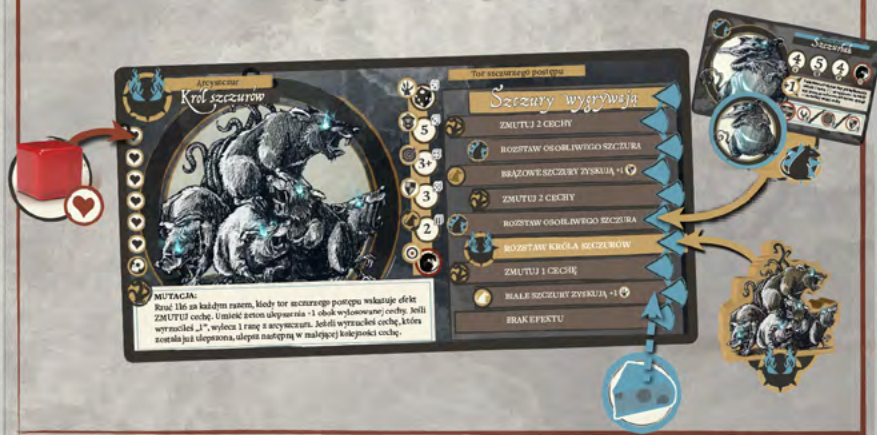 Arcyszczur
Król szczurów
5
3+
3
2
MUTACJA:
Rzuć 1k6 za każdym razem, kiedy tor szczurzego postępu wskazuje efekt
ZMUTUJ cechę. Umieść żeton ulepszenia +1 obok wylosowanej cechy. Jeśli
wyrzuciłeś „1”, wylecz 1 ranę z arcyszczura. Jeżeli wyrzuciłeś cechę, która
została już ulepszona, ulepsz następną w malejącej kolejności cechę.
Tor szczurzego postępu
Szczury wygrywają
ZMUTUJ 2 CECHY
ROZSTAW OSOBLIWEGO SZCZURA
BRĄZOWE SZCZURY ZYSKUJĄ +1
ZMUTUJ 2 CECHY
ROZSTAW OSOBLIWEGO SZCZURA
ROZSTAW KRÓLA SZCZURÓW
ZMUTUJ 1 CECHĘ
BIAŁE SZCZURY ZYSKUJĄ +1
BRAK EFEKTU
4 5 4
1